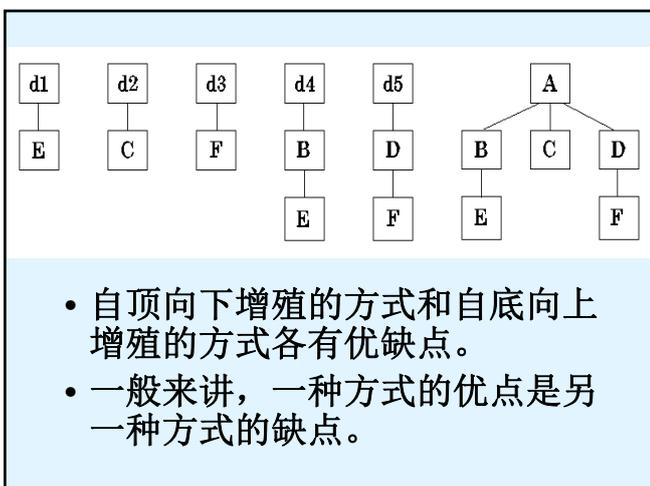 d1 d2 d3 d4 d5 A
E C F B D B C D
E F E F
• 自顶向下增殖的方式和自底向上
增殖的方式各有优缺点。
• 一般来讲，一种方式的优点是另
一种方式的缺点。